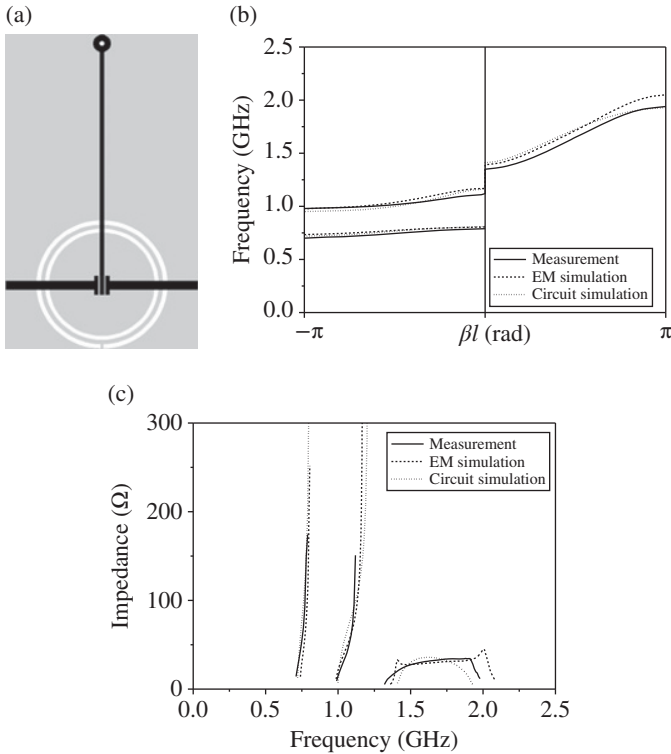 (a)
(b)
Frequency (GHz)
2.5
2.0
1.5
1.0
0.5
0.0
Measurement
EM simulation
Circuit simulation
−π
βl (rad)
π
(c)
Impedance (Ω)
300
200
100
0
Measurement
EM simulation
Circuit simulation
0.0
0.5
1.0
1.5
2.0
2.5
Frequency (GHz)